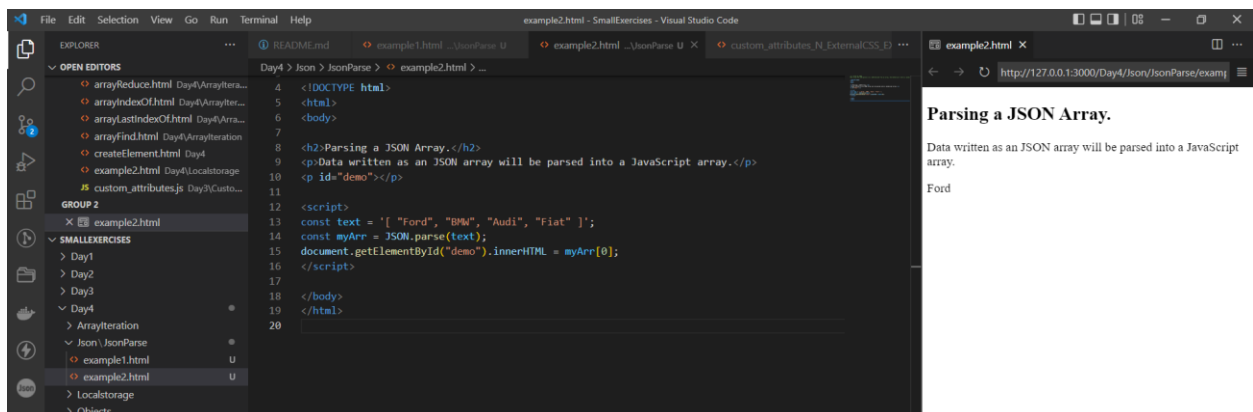 File Edit Selection View Go Run Terminal Help
example2.html - SmallExercises - Visual Studio Code
EXPLORER
OPEN EDITORS
arrayReduce.html Day4\ArrayItera...
arrayIndexOf.html Day4\ArrayIter...
arrayLastIndexOf.html Day4\Arra...
arrayFind.html Day4\ArrayIteration
createElement.html Day4
example2.html Day4\Localstorage
JS custom_attributes.js Day3\Custo...
GROUP 2
example2.html
SMALLEXERCISES
Day1
Day2
Day3
Day4
ArrayIteration
Json\JsonParse
example1.html U
example2.html U
Localstorage
Objects
2
Json
README.md example1.html ...\JsonParse U example2.html ...\JsonParse U custom_attributes_N_ExternalCSS_E
Day4 > Json > JsonParse > example2.html > ...
4 <!DOCTYPE html>
5 <html>
6 <body>
7
8 <h2>Parsing a JSON Array.</h2>
9 <p>Data written as an JSON array will be parsed into a JavaScript array.</p>
10 <p id="demo"></p>
11
12 <script>
13 const text = '[ "Ford", "BMW", "Audi", "Fiat" ]';
14 const myArr = JSON.parse(text);
15 document.getElementById("demo").innerHTML = myArr[0];
16 </script>
17
18 </body>
19 </html>
20
example2.html
http://127.0.0.1:3000/Day4/Json/JsonParse/examp
Parsing a JSON Array.
Data written as an JSON array will be parsed into a JavaScript
array.
Ford